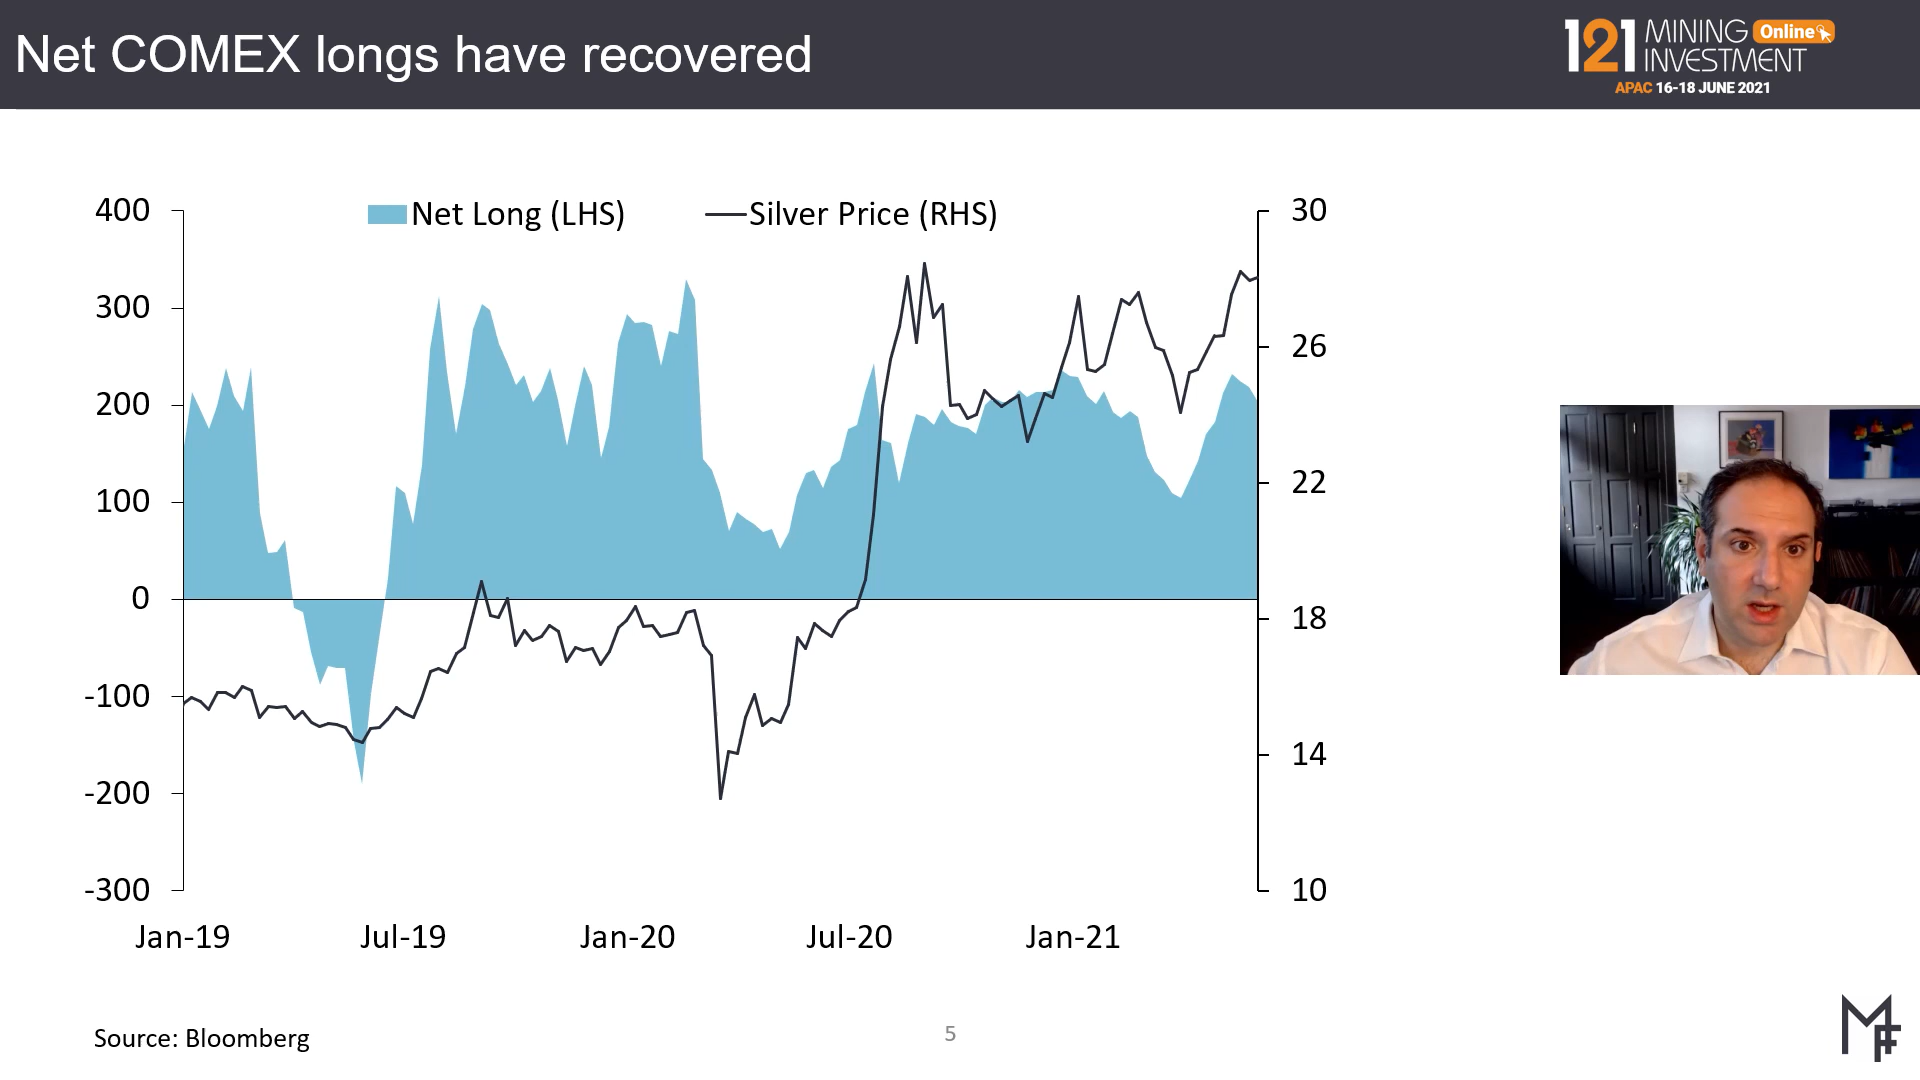 Net COMEX longs have recovered
121 MINING Online
INVESTMENT
APAC 16-18 JUNE 2021
Net Long (LHS)
Silver Price (RHS)
400
300
200
100
0
-100
-200
-300
30
26
22
18
14
10
Jan-19
Jul-19
Jan-20
Jul-20
Jan-21
Source: Bloomberg
5
MF